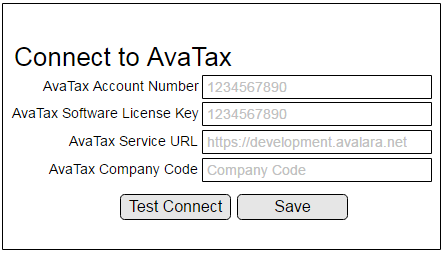 Connect to AvaTax
AvaTax Account Number 1234567890
AvaTax Software License Key 1234567890
AvaTax Service URL https://development.avalara.net
AvaTax Company Code Company Code
Test Connect Save